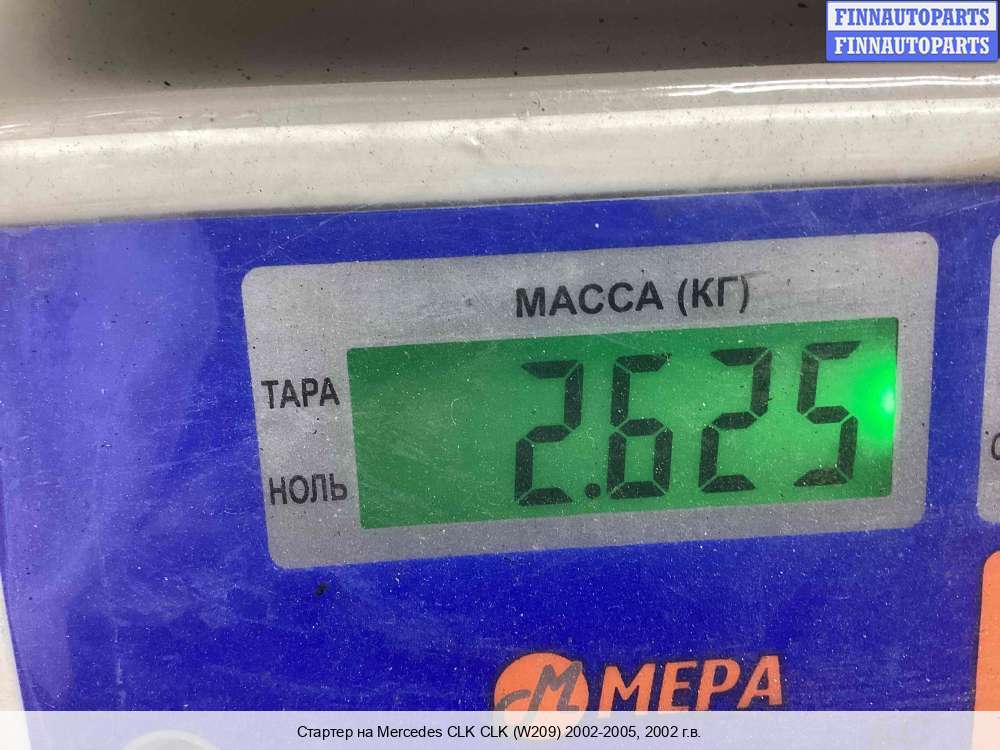 FINNAUTOPARTS
FINNAUTOPARTS
МАССА (КГ)
ТАРА
2.625
НОЛЬ
МЕРА
Стартер на Mercedes CLK CLK (W209) 2002-2005, 2002 г.в.